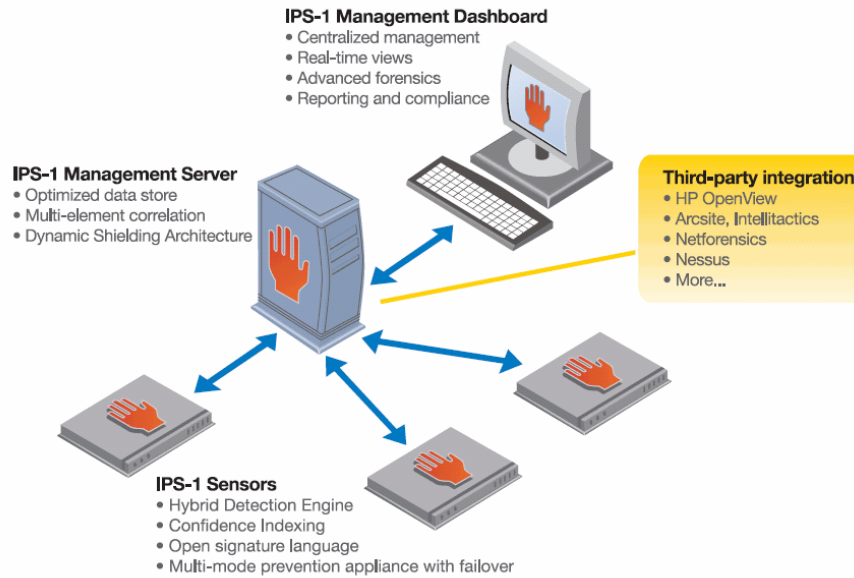 IPS-1 Management Dashboard
• Centralized management
• Real-time views
• Advanced forensics
• Reporting and compliance
IPS-1 Management Server
• Optimized data store
• Multi-element correlation
• Dynamic Shielding Architecture
Third-party integration
• HP OpenView
• Arcsite, Intellitactics
• Netforensics
• Nessus
• More...
IPS-1 Sensors
• Hybrid Detection Engine
• Confidence Indexing
• Open signature language
• Multi-mode prevention appliance with failover